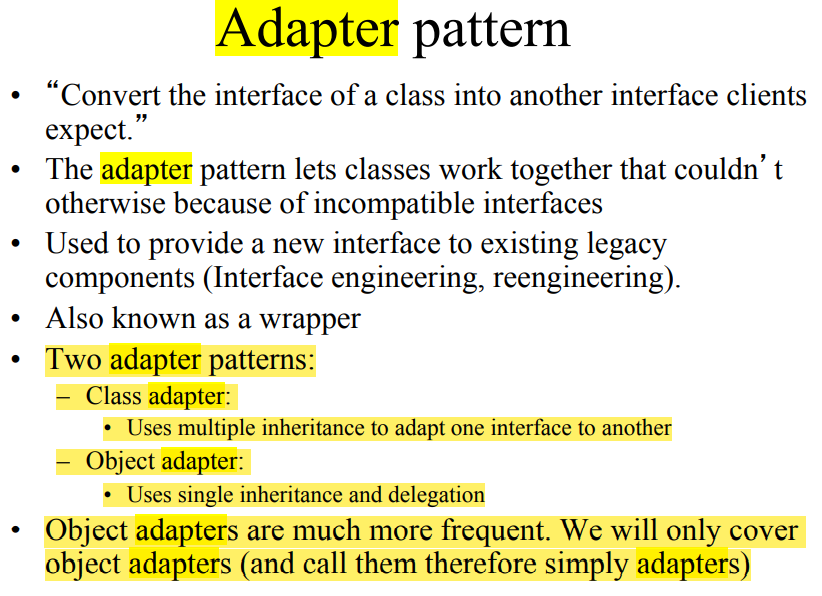 Adapter pattern
• “Convert the interface of a class into another interface clients
expect.”
• The adapter pattern lets classes work together that couldn’t
otherwise because of incompatible interfaces
• Used to provide a new interface to existing legacy
components (Interface engineering, reengineering).
• Also known as a wrapper
• Two adapter patterns:
– Class adapter:
• Uses multiple inheritance to adapt one interface to another
– Object adapter:
• Uses single inheritance and delegation
• Object adapters are much more frequent. We will only cover
object adapters (and call them therefore simply adapters)